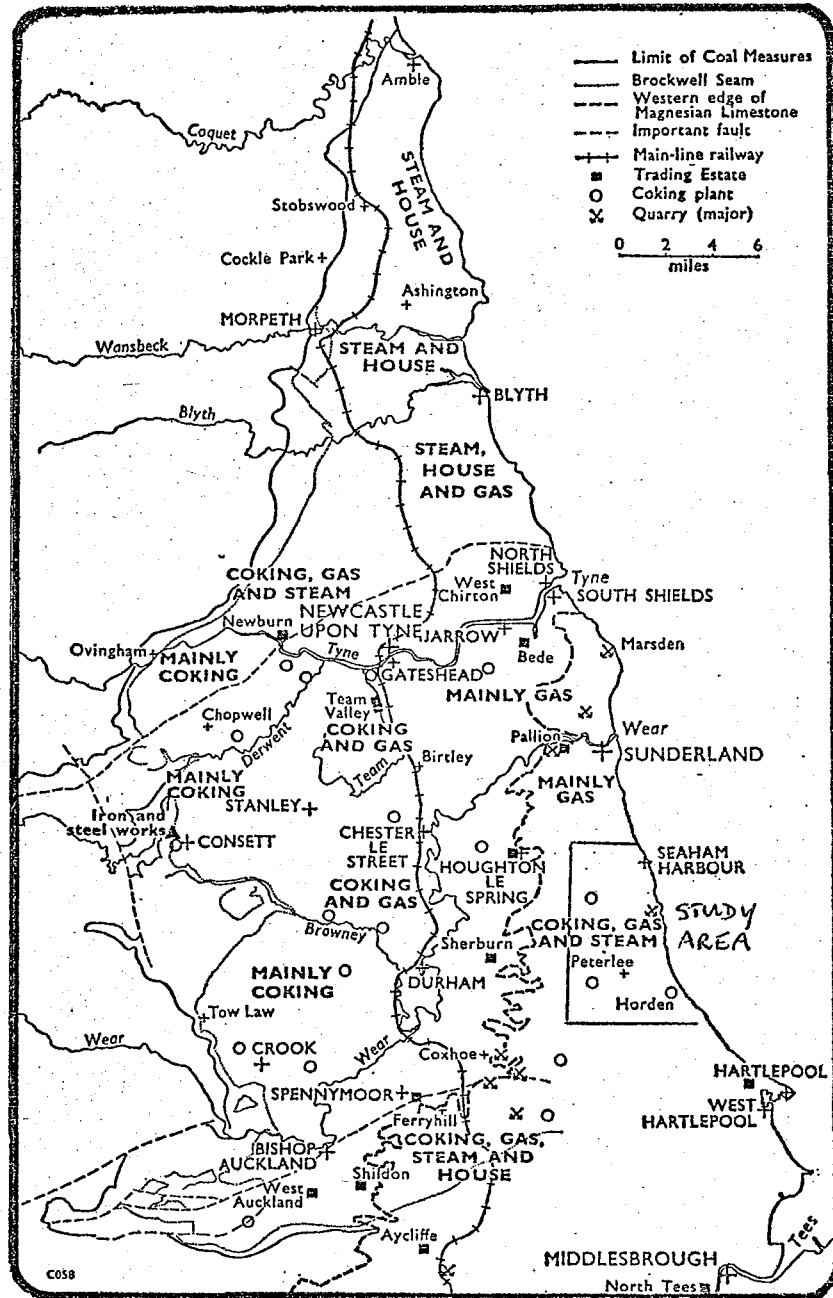 Limit of Coal Measures
Brockwell Seam
Western edge of
Magnesian Limestone
Important fault
Main-line railway
Trading Estate
Coking plant
Quarry (major)
0 2 4 6
miles
Amble
Coquet
STEAM AND
HOUSE
Stobswood
Cockle Park
Ashington
MORPETH
Wansbeck
STEAM AND
HOUSE
BLYTH
Blyth
STEAM,
HOUSE
AND GAS
NORTH
SHIELDS
Tyne
West
Chirton
SOUTH SHIELDS
COKING, GAS
AND STEAM
Newburn
NEWCASTLE
UPON TYNE
JARROW
Tyne
Bede
Marsden
Ovingham
MAINLY
COKING
GATESHEAD
MAINLY GAS
Team
Valley
Chopwell
Derwent
COKING
AND GAS
Team
Birtley
Pallion
Wear
SUNDERLAND
MAINLY
GAS
MAINLY
COKING
Iron and
steel works
STANLEY
CONSETT
CHESTER
LE
STREET
HOUGHTON
LE
SPRING
SEAHAM
HARBOUR
COKING
AND GAS
COKING, GAS
AND STEAM
STUDY
AREA
Browney
Sherburn
Peterlee
MAINLY
COKING
DURHAM
Horden
Tow Law
Wear
Wear
CROOK
Coxhoe
HARTLEPOOL
WEST
HARTLEPOOL
SPENNYMOOR
Ferryhill
COKING, GAS,
STEAM AND
HOUSE
BISHOP
AUCKLAND
Shildon
West
Auckland
Aycliffe
Tees
MIDDLESBROUGH
North Tees
C058